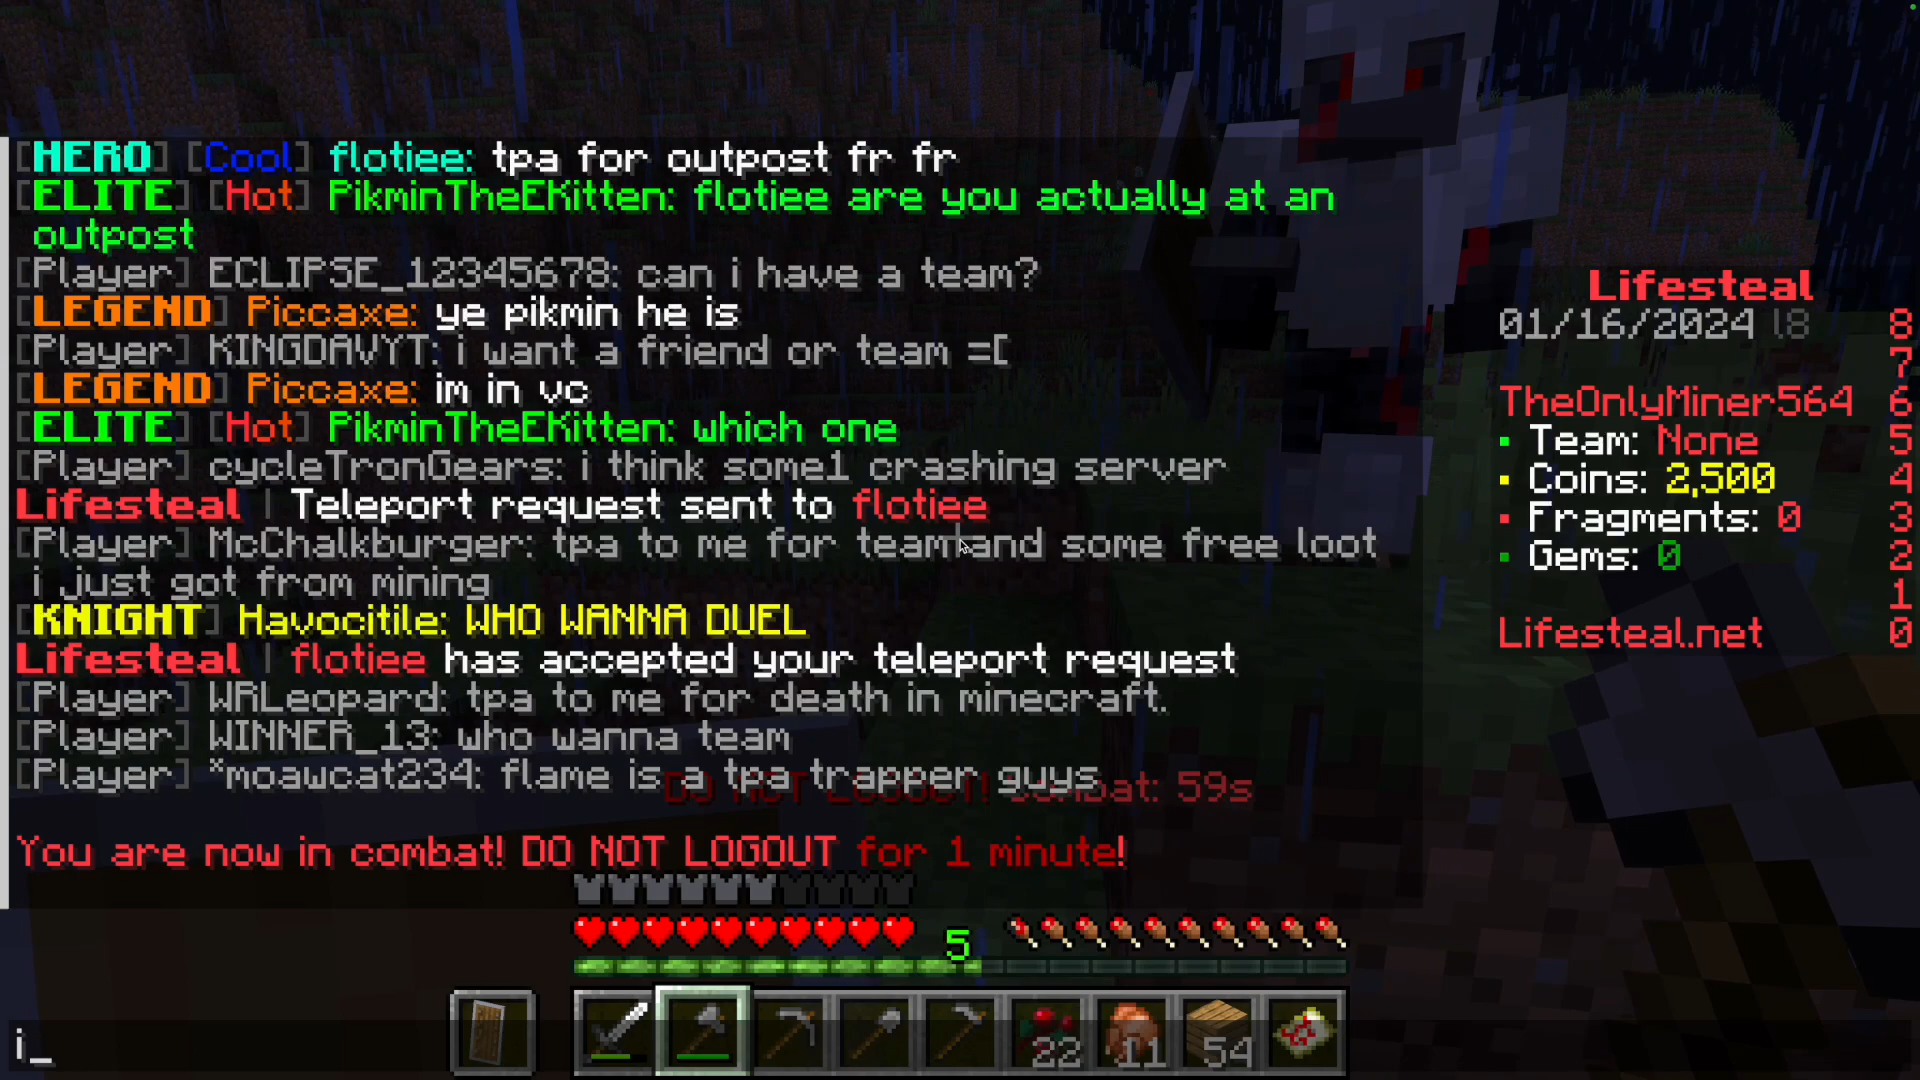 [HERO] [Cool] flotiee: tpa for outpost fr fr
[ELITE] [Hot] PikminTheEKitten: flotiee are you actually at an
outpost
[Player] ECLIPSE_12345678: can i have a team?
[LEGEND] Piccaxe: ye pikmin he is
[Player] KINGDAVYT: i want a friend or team =[
[LEGEND] Piccaxe: im in vc
[ELITE] [Hot] PikminTheEKitten: which one
[Player] cycleTronGears: i think some1 crashing server
Lifesteal | Teleport request sent to flotiee
[Player] McChalkburger: tpa to me for team and some free loot
i just got from mining
[KNIGHT] Havocitile: WHO WANNA DUEL
Lifesteal | flotiee has accepted your teleport request
[Player] WRLeopard: tpa to me for death in minecraft.
[Player] WINNER_13: who wanna team
[Player] *moawcat234: flame is a tpa trapper guys
DO NOT LOGOUT! Combat: 59s
You are now in combat! DO NOT LOGOUT for 1 minute!
Lifesteal
01/16/2024 l8 8
7
TheOnlyMiner564 6
▪ Team: None 5
▪ Coins: 2,500 4
▪ Fragments: 0 3
▪ Gems: 0 2
1
Lifesteal.net 0
5
22 11 54
i_